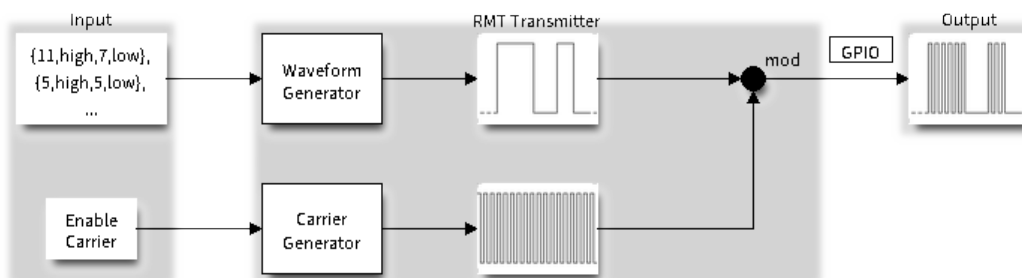 Input
RMT Transmitter
Output
{11,high,7,low},
{5,high,5,low},
...
Waveform
Generator
mod
GPIO
Enable
Carrier
Carrier
Generator